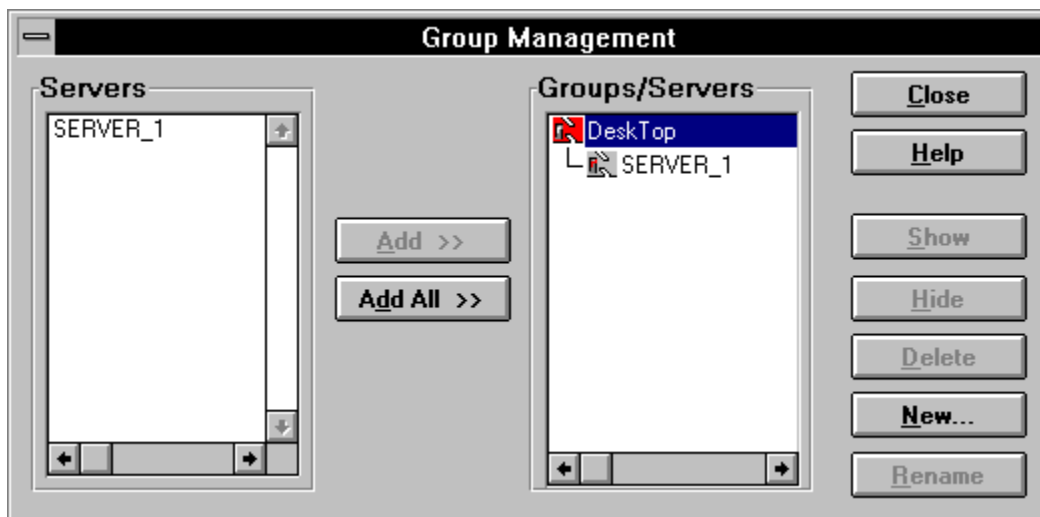 Group Management
Servers
SERVER_1
Add >>
Add All >>
Groups/Servers
DeskTop
SERVER_1
Close
Help
Show
Hide
Delete
New...
Rename